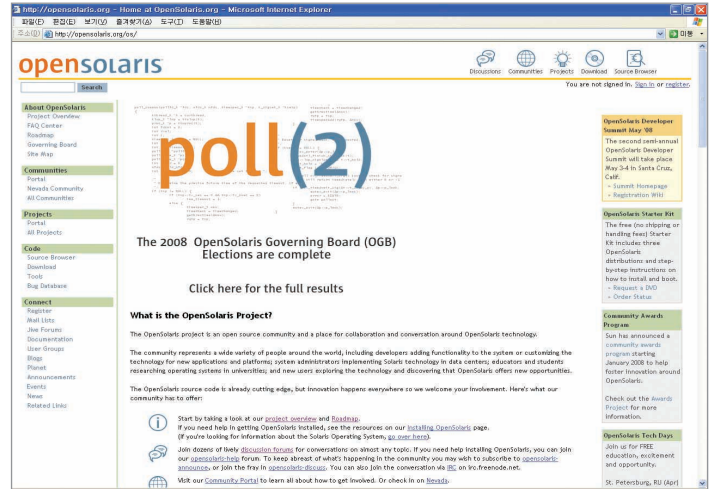 http://opensolaris.org - Home at OpenSolaris.org - Microsoft Internet Explorer
파일(F) 편집(E) 보기(V) 즐겨찾기(A) 도구(T) 도움말(H)
주소(D) http://opensolaris.org/os/ 이동
opensolaris
Discussions Communities Projects Download Source Browser
Search
You are not signed in. Sign in or register.
About OpenSolaris
Project Overview
FAQ Center
Roadmap
Governing Board
Site Map
Communities
Portal
Nevada Community
All Communities
Projects
Portal
All Projects
Code
Source Browser
Download
Tools
Bug Database
Connect
Register
Mail Lists
Jive Forums
Documentation
User Groups
Blogs
Planet
Announcements
Events
News
Related Links
poll(2)
The 2008 OpenSolaris Governing Board (OGB)
Elections are complete
Click here for the full results
What is the OpenSolaris Project?
The OpenSolaris project is an open source community and a place for collaboration and conversation around OpenSolaris technology.
The community represents a wide variety of people around the world, including developers adding functionality to the system or customizing the
technology for new applications and platforms; system administrators implementing Solaris technology in data centers; educators and students
researching operating systems in universities; and new users exploring the technology and discovering that OpenSolaris offers new opportunities.
The OpenSolaris source code is already cutting edge, but innovation happens everywhere so we welcome your involvement. Here's what our
community has to offer:
Start by taking a look at our project overview and Roadmap.
If you need help in getting OpenSolaris installed, see the resources on our Installing OpenSolaris page.
(If you're looking for information about the Solaris Operating System, go over here).
Join dozens of lively discussion forums for conversations on almost any topic. If you need help installing OpenSolaris, you can join
our opensolaris-help forum. To keep abreast of what's happening in the community you may wish to subscribe to opensolaris-
announce, or join the fray in opensolaris-discuss. You can also join the conversation via IRC on irc.freenode.net.
Visit our Community Portal to learn all about how to get involved. Or check in on Nevada.
OpenSolaris Developer
Summit May '08
The second semi-annual
OpenSolaris Developer
Summit will take place
May 3-4 in Santa Cruz,
Calif.
- Summit Homepage
- Registration Wiki
OpenSolaris Starter Kit
The free (no shipping or
handling fees) Starter
Kit includes three
OpenSolaris
distributions and step-
by-step instructions on
how to install and boot.
- Request a DVD
- Order Status
Community Awards
Program
Sun has announced a
community awards
program starting
January 2008 to help
foster innovation around
OpenSolaris.
Check out the Awards
Project for more
information.
OpenSolaris Tech Days
Join us for FREE
education, excitement
and opportunity.
St. Petersburg, RU (Apr)